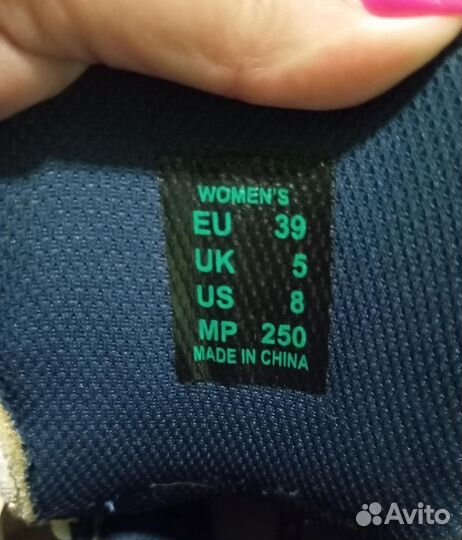 WOMEN'S
EU 39
UK 5
US 8
MP 250
MADE IN CHINA
Avito